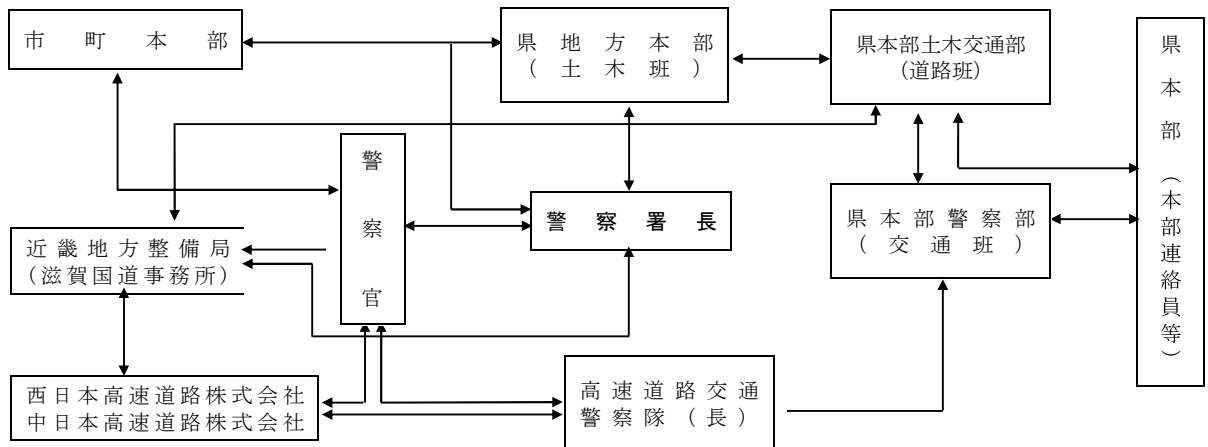 市町本部
県地方本部
(土木班)
県本部土木交通部
(道路班)
県本部(本部連絡員等)
警察官
警察署長
県本部警察部
(交通班)
近畿地方整備局
(滋賀国道事務所)
西日本高速道路株式会社
中日本高速道路株式会社
高速道路交通
警察隊(長)